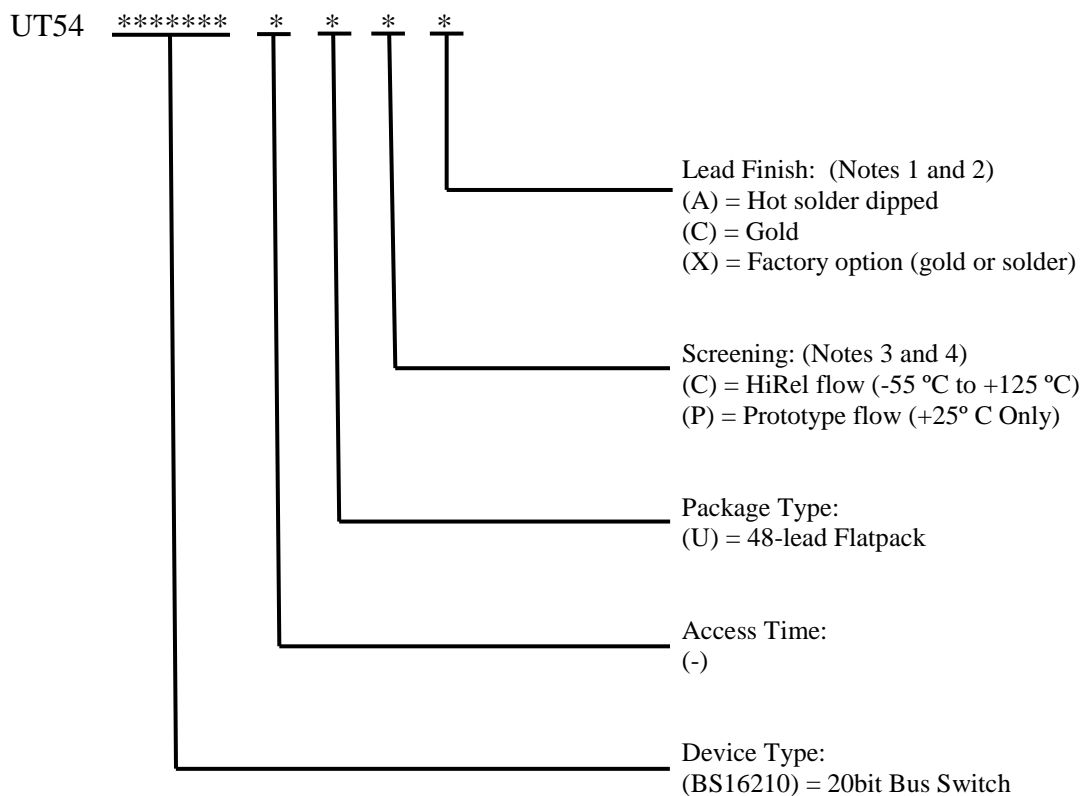 UT54 ******* * * * *
Lead Finish: (Notes 1 and 2)
(A) = Hot solder dipped
(C) = Gold
(X) = Factory option (gold or solder)
Screening: (Notes 3 and 4)
(C) = HiRel flow (-55 ºC to +125 ºC)
(P) = Prototype flow (+25º C Only)
Package Type:
(U) = 48-lead Flatpack
Access Time:
(-)
Device Type:
(BS16210) = 20bit Bus Switch